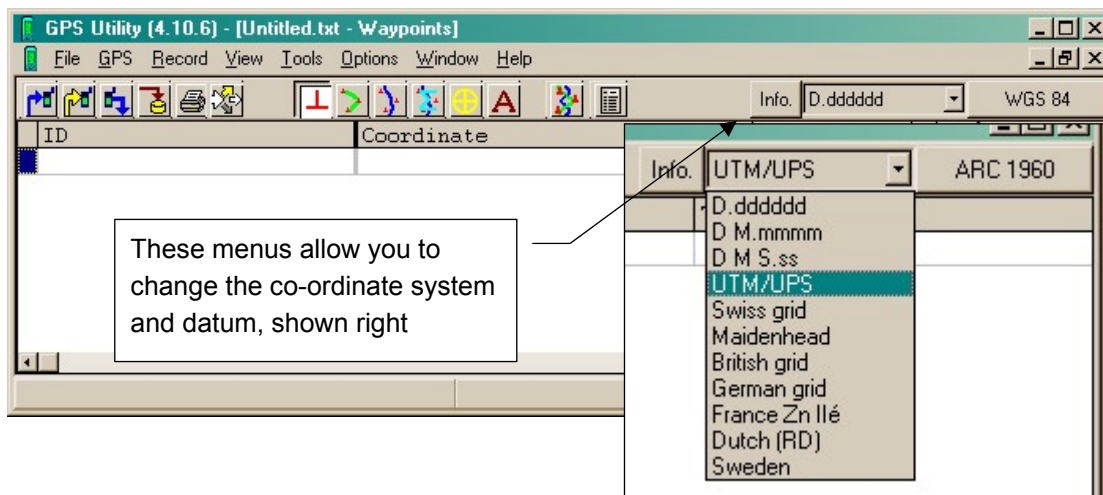 GPS Utility (4.10.6) - [Untitled.txt - Waypoints]
File GPS Record View Tools Options Window Help
A Info. D.dddddd WGS 84
ID Coordinate
Info. UTM/UPS ARC 1960
D.dddddd
D M.mmmm
D M S.ss
UTM/UPS
Swiss grid
Maidenhead
British grid
German grid
France Zn IIé
Dutch (RD)
Sweden
These menus allow you to
change the co-ordinate system
and datum, shown right